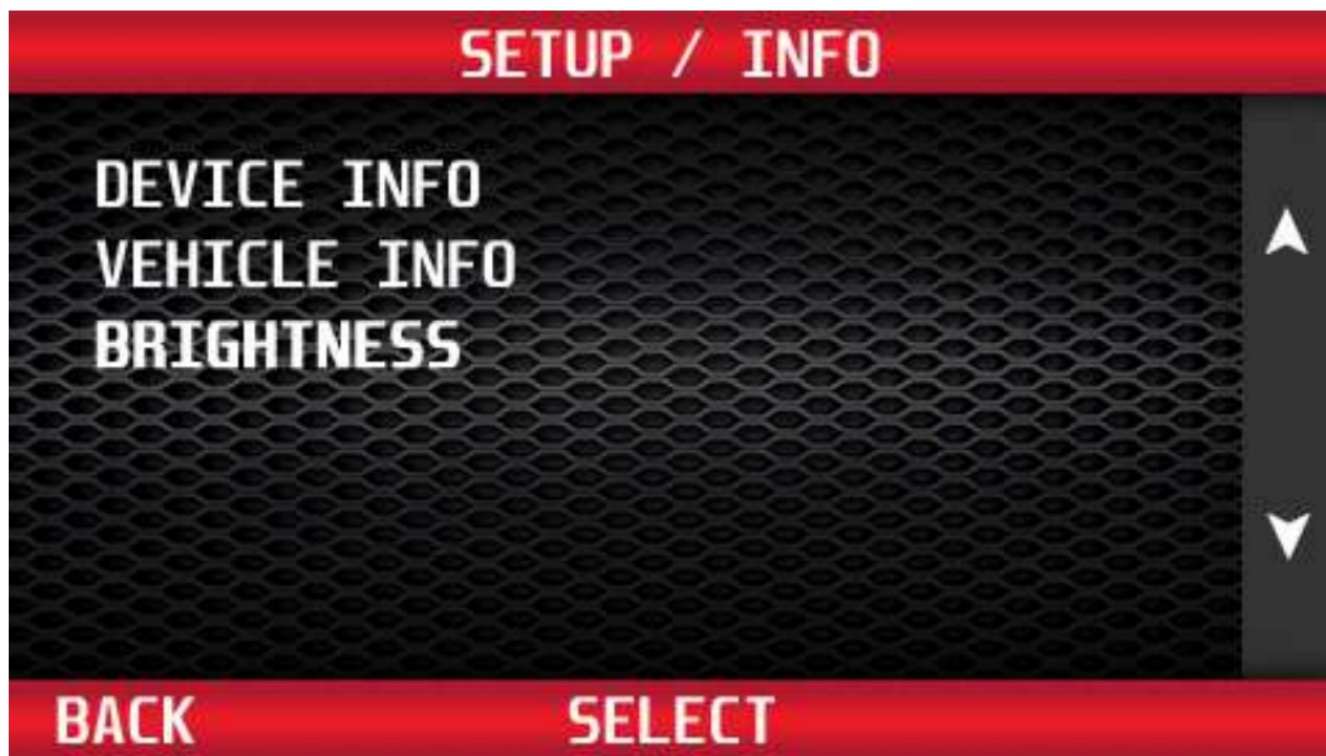 SETUP / INFO
DEVICE INFO
VEHICLE INFO
BRIGHTNESS
BACK SELECT